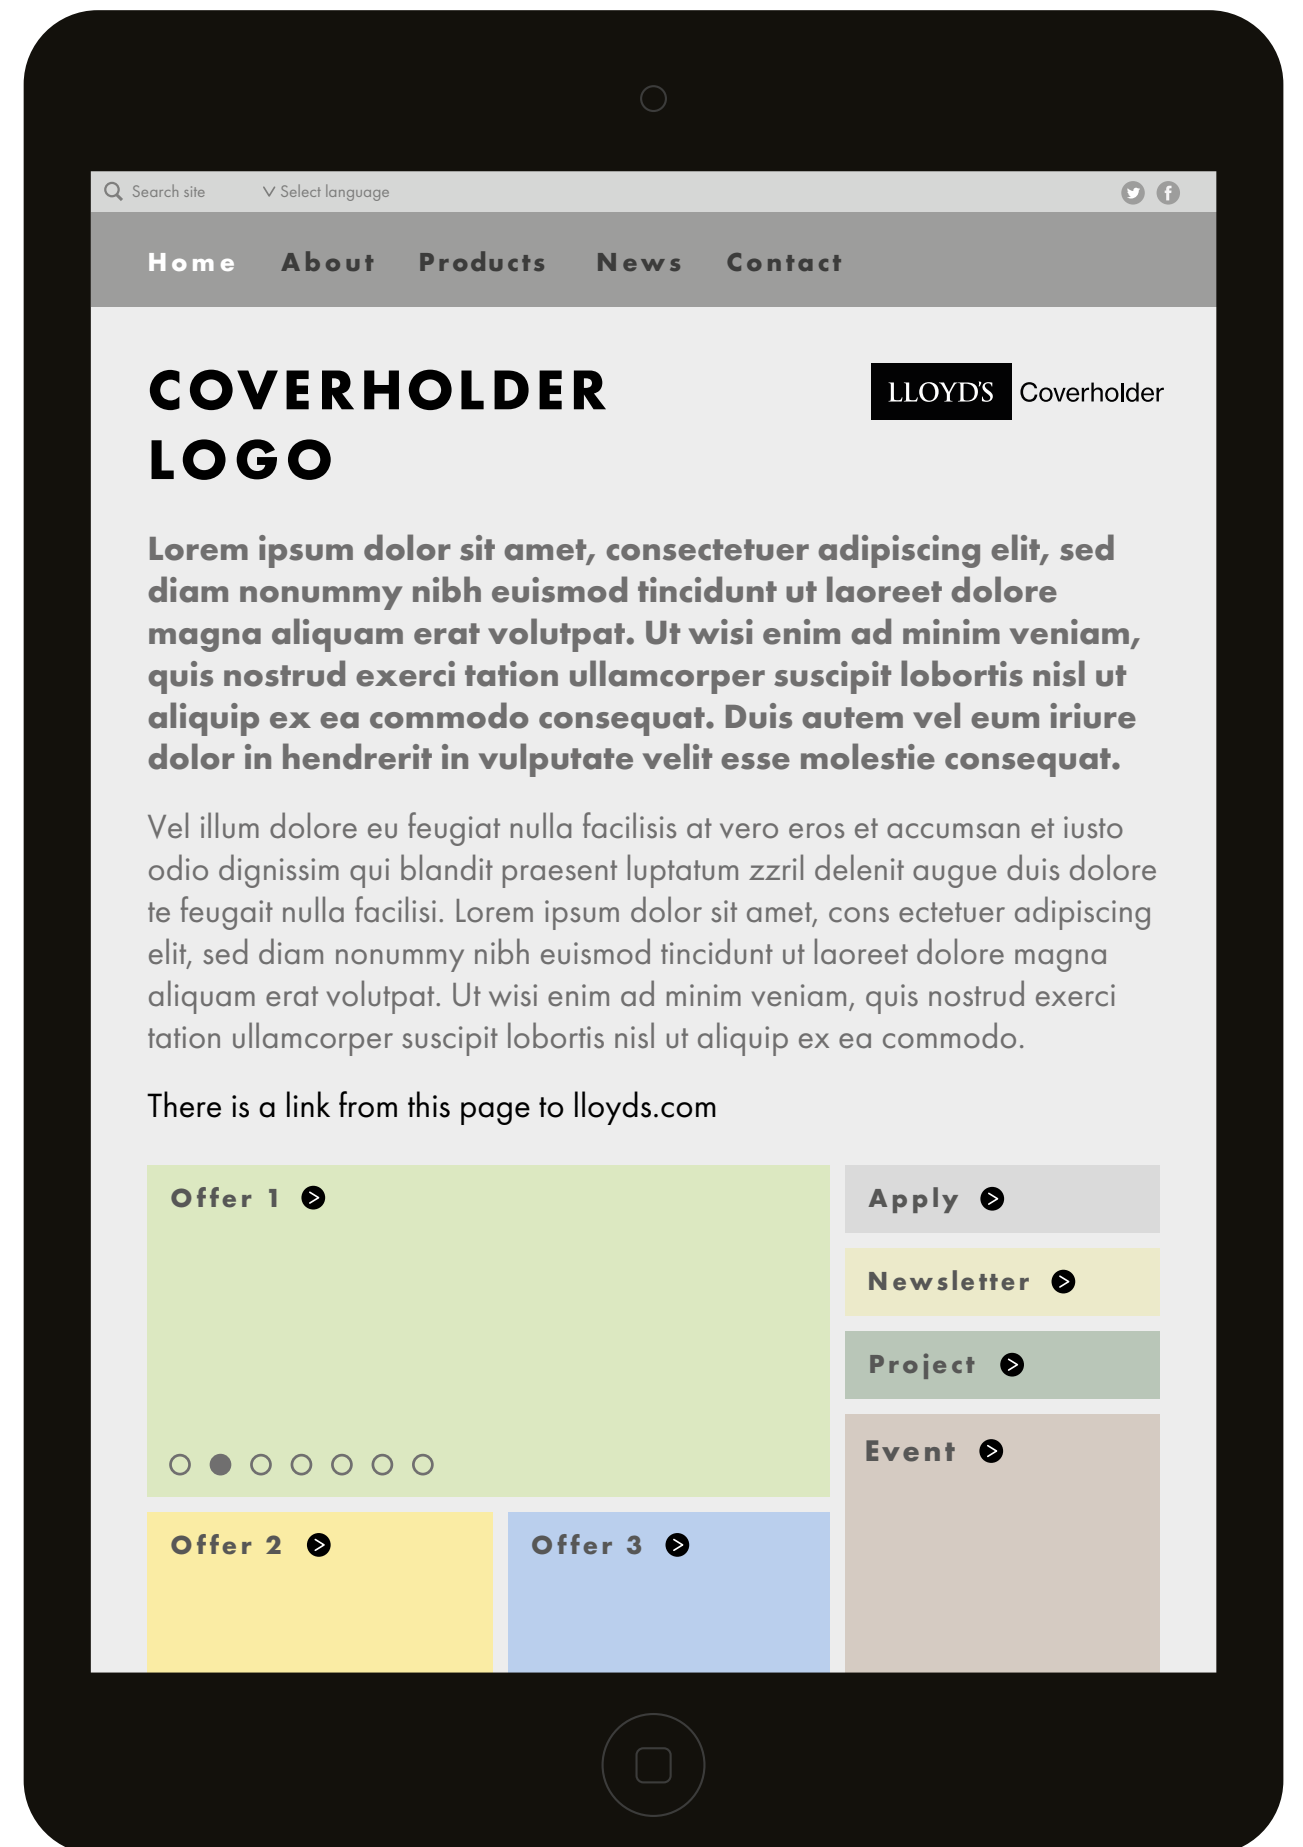 Search site
Select language
Home About Products News Contact
COVERHOLDER
LOGO
LLOYD'S Coverholder
Lorem ipsum dolor sit amet, consectetuer adipiscing elit, sed
diam nonummy nibh euismod tincidunt ut laoreet dolore
magna aliquam erat volutpat. Ut wisi enim ad minim veniam,
quis nostrud exerci tation ullamcorper suscipit lobortis nisl ut
aliquip ex ea commodo consequat. Duis autem vel eum iriure
dolor in hendrerit in vulputate velit esse molestie consequat.
Vel illum dolore eu feugiat nulla facilisis at vero eros et accumsan et iusto
odio dignissim qui blandit praesent luptatum zzril delenit augue duis dolore
te feugait nulla facilisi. Lorem ipsum dolor sit amet, cons ectetuer adipiscing
elit, sed diam nonummy nibh euismod tincidunt ut laoreet dolore magna
aliquam erat volutpat. Ut wisi enim ad minim veniam, quis nostrud exerci
tation ullamcorper suscipit lobortis nisl ut aliquip ex ea commodo.
There is a link from this page to lloyds.com
Offer 1
Apply
Newsletter
Project
Event
Offer 2
Offer 3